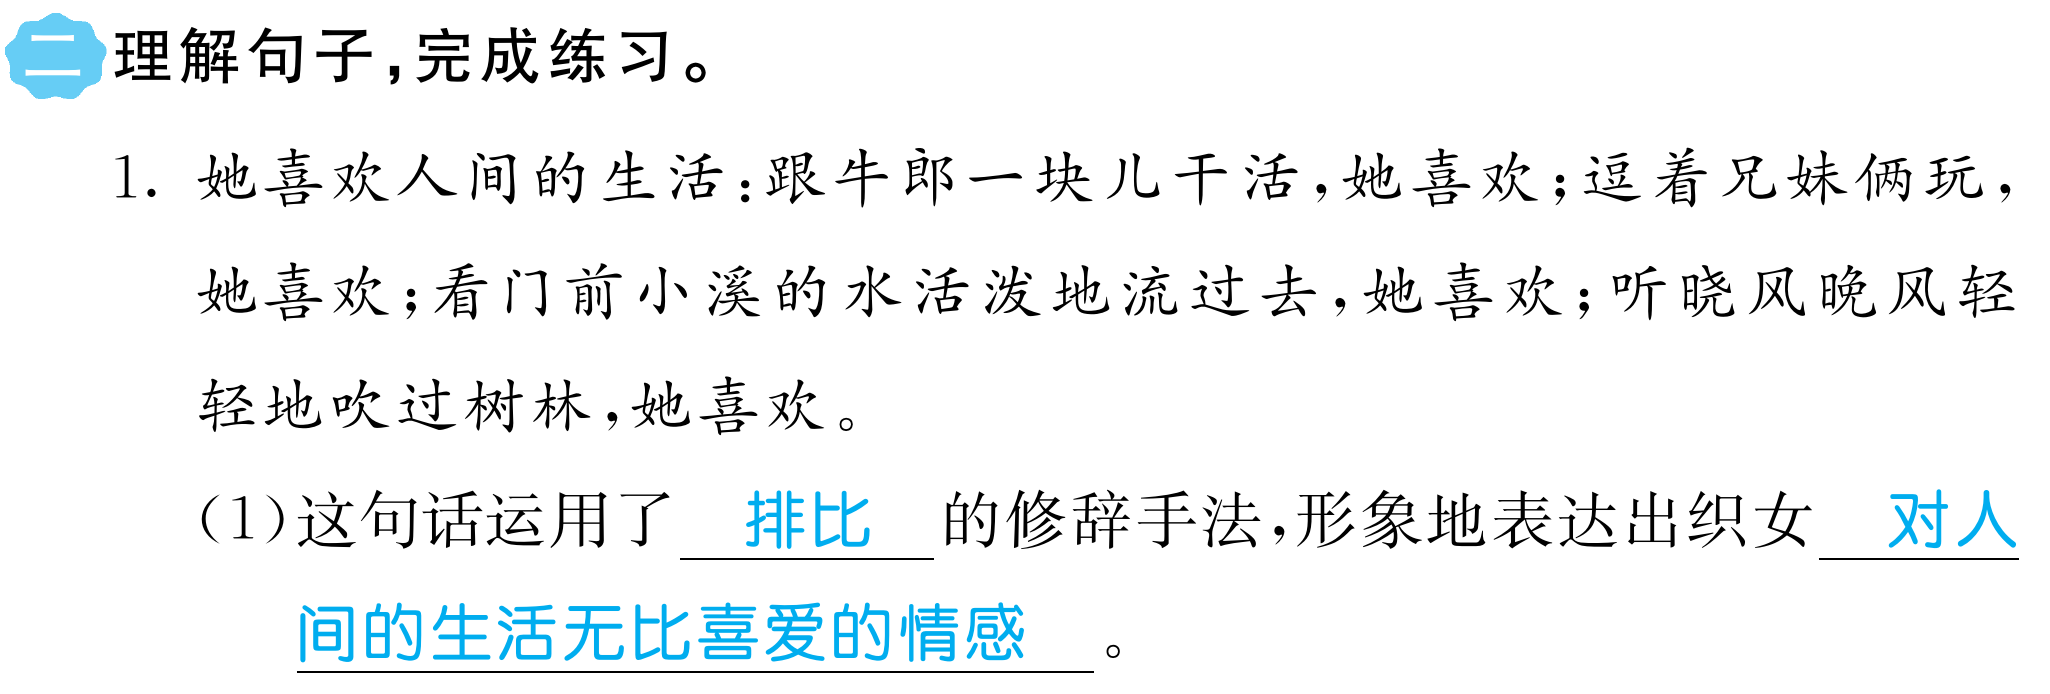 二 理解句子,完成练习。
1. 她喜欢人间的生活:跟牛郎一块儿干活,她喜欢;逗着兄妹俩玩,
她喜欢;看门前小溪的水活泼地流过去,她喜欢;听晓风晚风轻
轻地吹过树林,她喜欢。
(1)这句话运用了 排比 的修辞手法,形象地表达出织女 对人
间的生活无比喜爱的情感 。